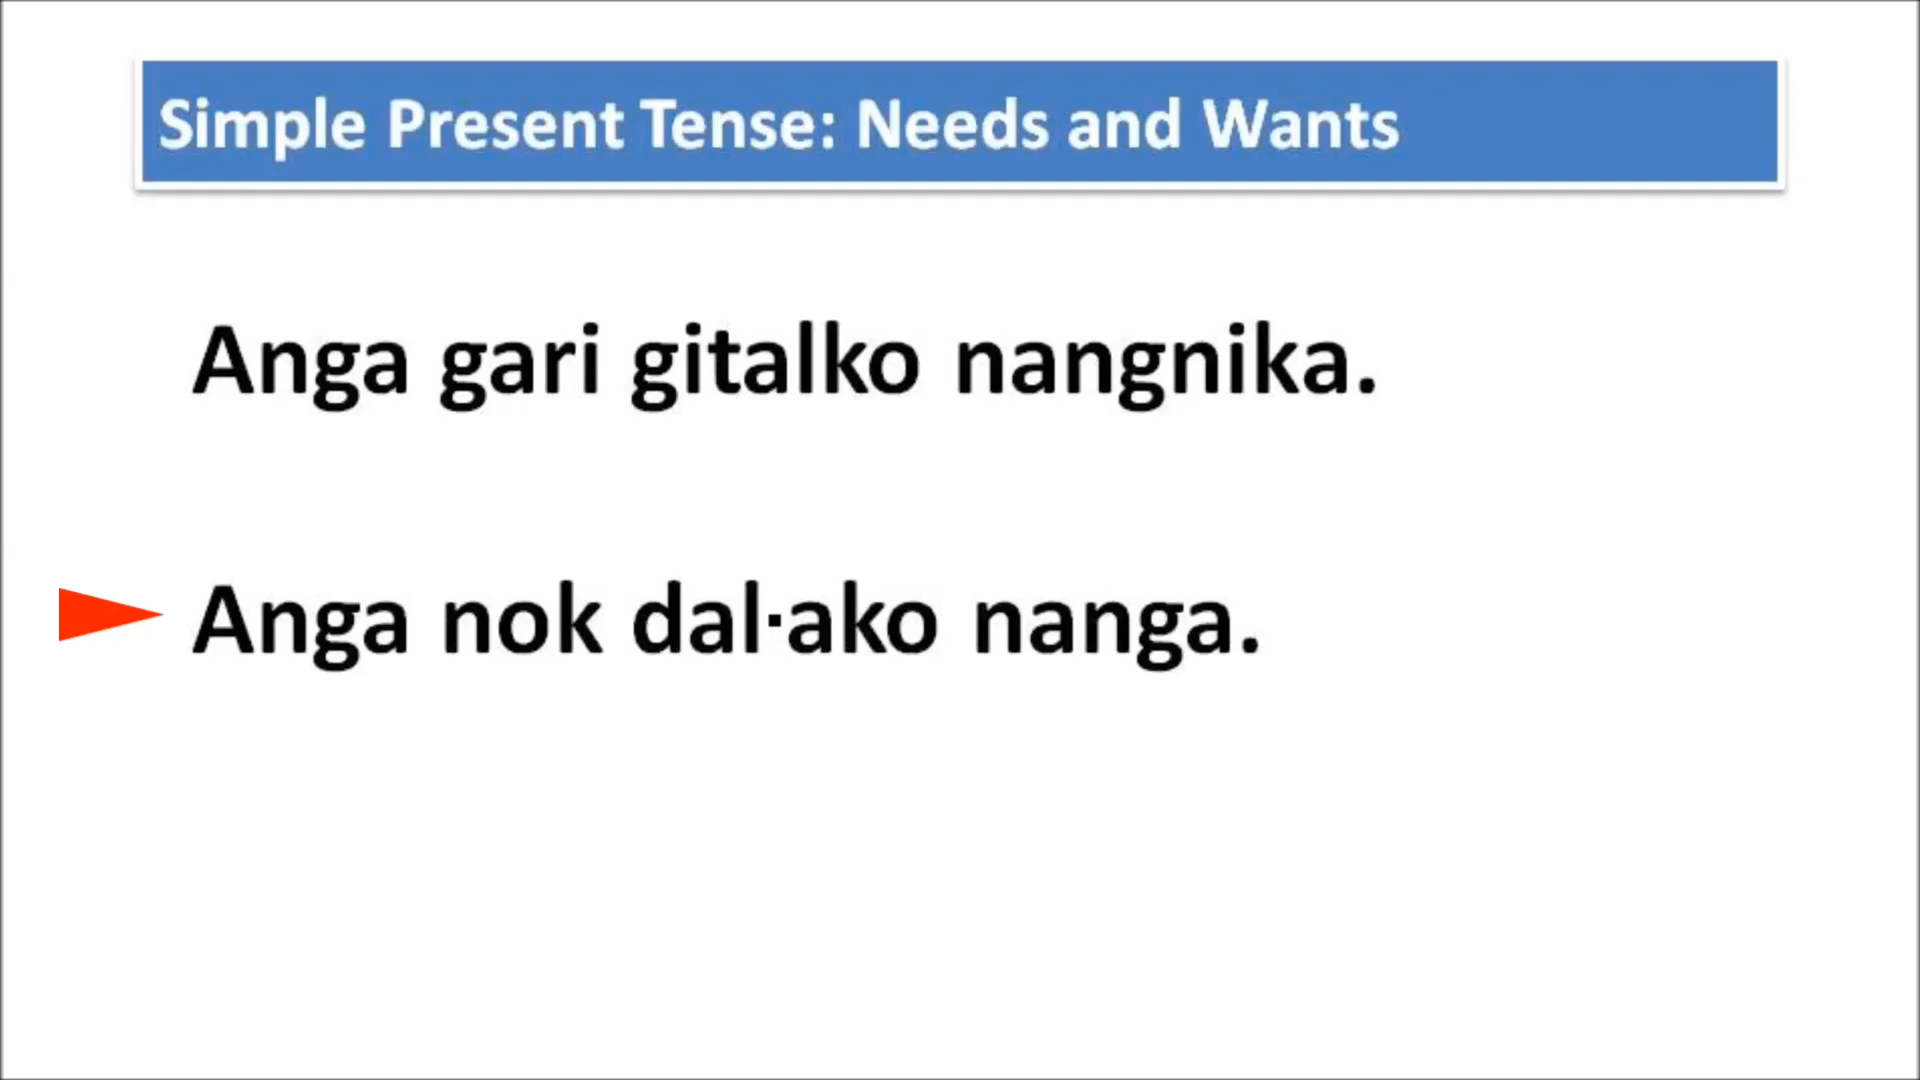 Simple Present Tense: Needs and Wants
Anga gari gitalko nangnika.
Anga nok dal·ako nanga.